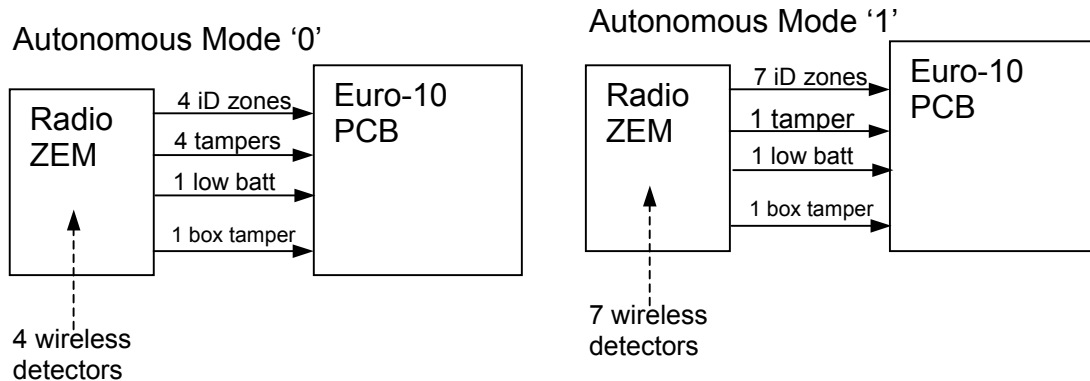 Autonomous Mode ‘0’
Radio
ZEM
4 iD zones
4 tampers
1 low batt
1 box tamper
Euro-10
PCB
4 wireless
detectors
Autonomous Mode ‘1’
Radio
ZEM
7 iD zones
1 tamper
1 low batt
1 box tamper
Euro-10
PCB
7 wireless
detectors